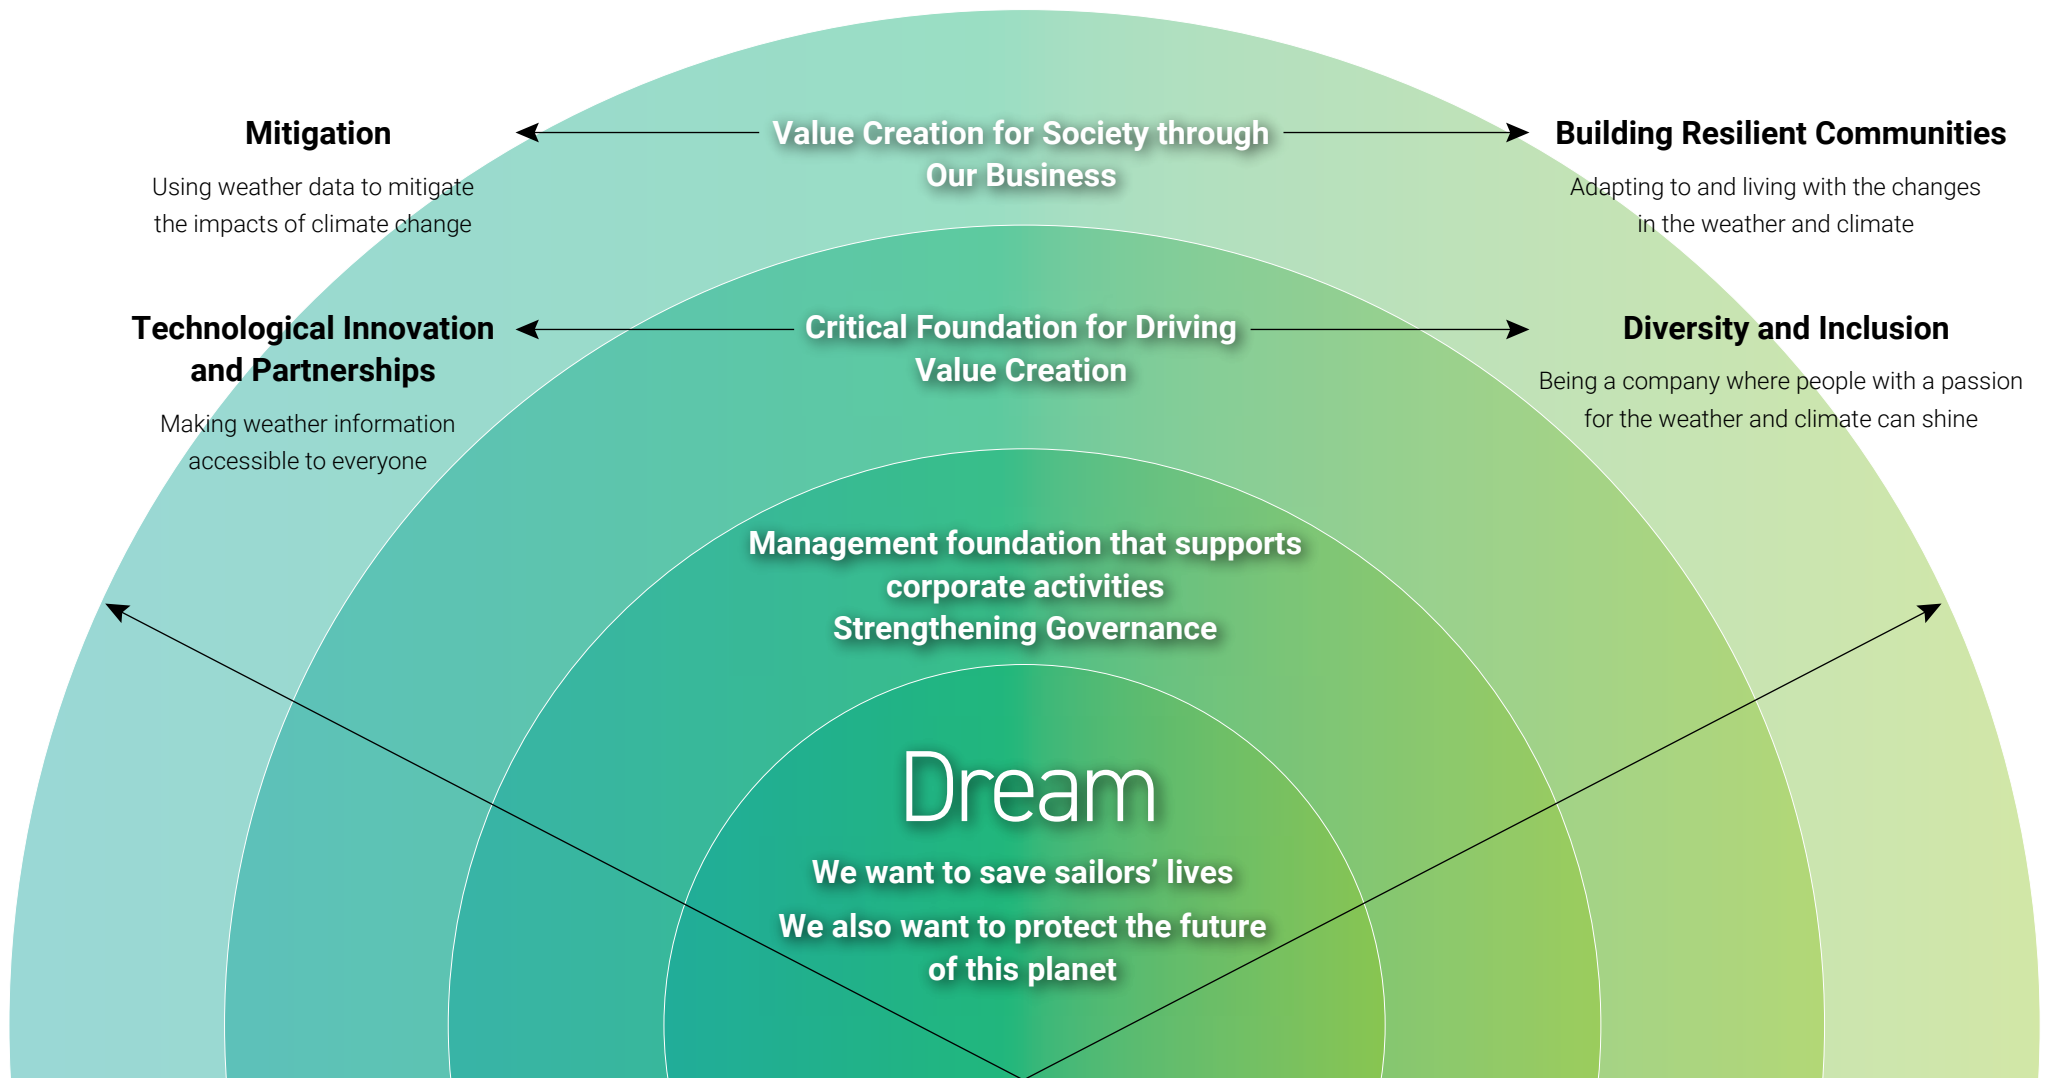 Mitigation
Using weather data to mitigate
the impacts of climate change
Value Creation for Society through
Our Business
Building Resilient Communities
Adapting to and living with the changes
in the weather and climate
Technological Innovation
and Partnerships
Making weather information
accessible to everyone
Critical Foundation for Driving
Value Creation
Diversity and Inclusion
Being a company where people with a passion
for the weather and climate can shine
Management foundation that supports
corporate activities
Strengthening Governance
Dream
We want to save sailors’ lives
We also want to protect the future
of this planet